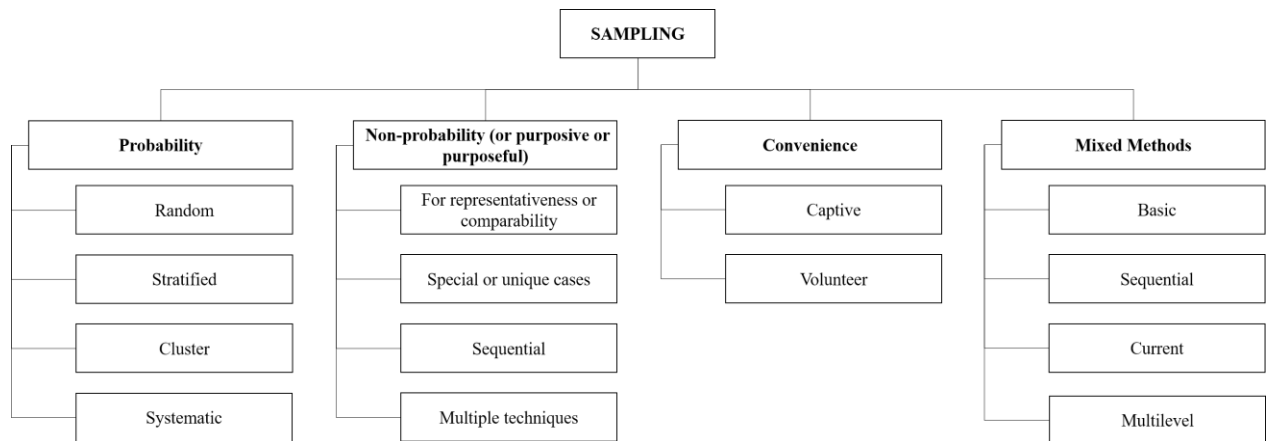 SAMPLING
Probability
Random
Stratified
Cluster
Systematic
Non-probability (or purposive or
purposeful)
For representativeness or
comparability
Special or unique cases
Sequential
Multiple techniques
Convenience
Captive
Volunteer
Mixed Methods
Basic
Sequential
Current
Multilevel